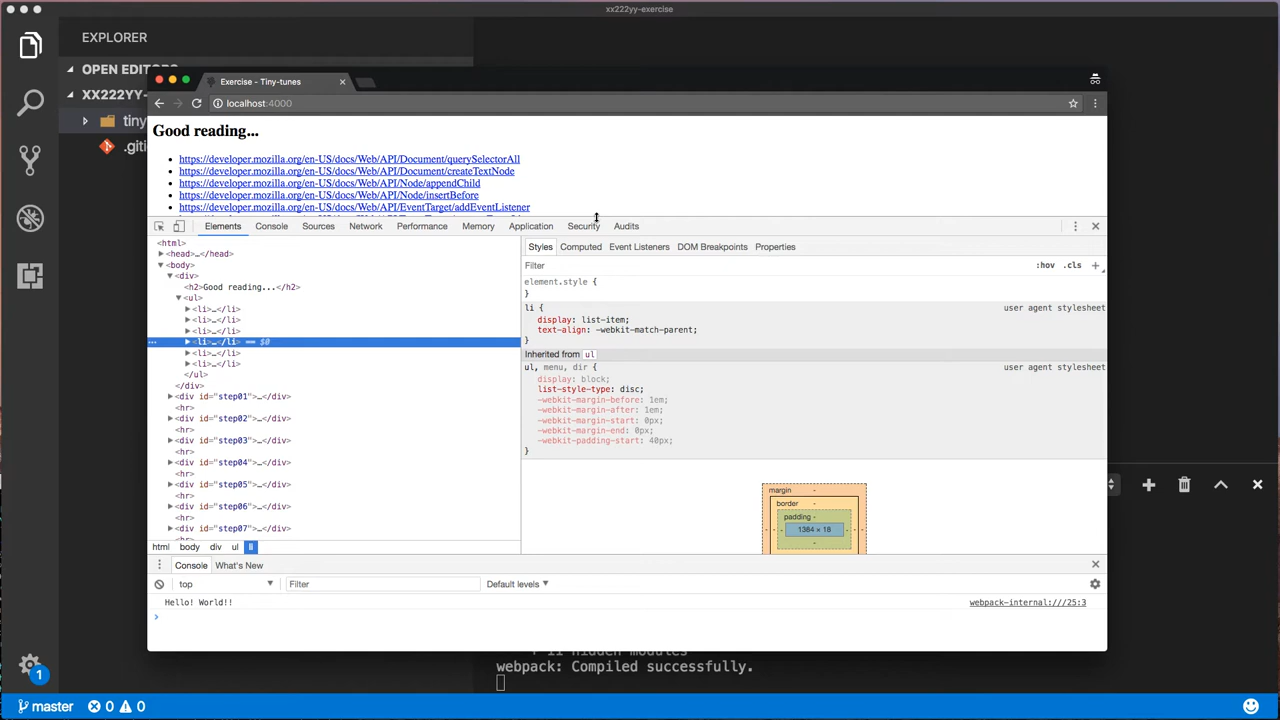 xx222yy-exercise
EXPLORER
OPEN EDITORS
XX222YY-
tiny
.giti
Exercise - Tiny-tunes
localhost:4000
Good reading...
https://developer.mozilla.org/en-US/docs/Web/API/Document/querySelectorAll
https://developer.mozilla.org/en-US/docs/Web/API/Document/createTextNode
https://developer.mozilla.org/en-US/docs/Web/API/Node/appendChild
https://developer.mozilla.org/en-US/docs/Web/API/Node/insertBefore
https://developer.mozilla.org/en-US/docs/Web/API/EventTarget/addEventListener
Elements Console Sources Network Performance Memory Application Security Audits
<html>
<head>…</head>
<body>
<div>
<h2>Good reading...</h2>
<ul>
<li>…</li>
<li>…</li>
<li>…</li>
… <li>…</li> == $0
<li>…</li>
<li>…</li>
</ul>
</div>
<div id="step01">…</div>
<hr>
<div id="step02">…</div>
<hr>
<div id="step03">…</div>
<hr>
<div id="step04">…</div>
<hr>
<div id="step05">…</div>
<hr>
<div id="step06">…</div>
<hr>
<div id="step07">…</div>
<hr>
html body div ul li
Styles Computed Event Listeners DOM Breakpoints Properties
Filter :hov .cls +
element.style {
}
li { user agent stylesheet
display: list-item;
text-align: -webkit-match-parent;
}
Inherited from ul
ul, menu, dir { user agent stylesheet
display: block;
list-style-type: disc;
-webkit-margin-before: 1em;
-webkit-margin-after: 1em;
-webkit-margin-start: 0px;
-webkit-margin-end: 0px;
-webkit-padding-start: 40px;
}
margin -
border -
padding -
- - - 1384 × 18 - - -
-
Console What's New
top Filter Default levels
Hello! World!! webpack-internal:///25:3
>
+ 11 hidden modules
webpack: Compiled successfully.
1
master 0 0